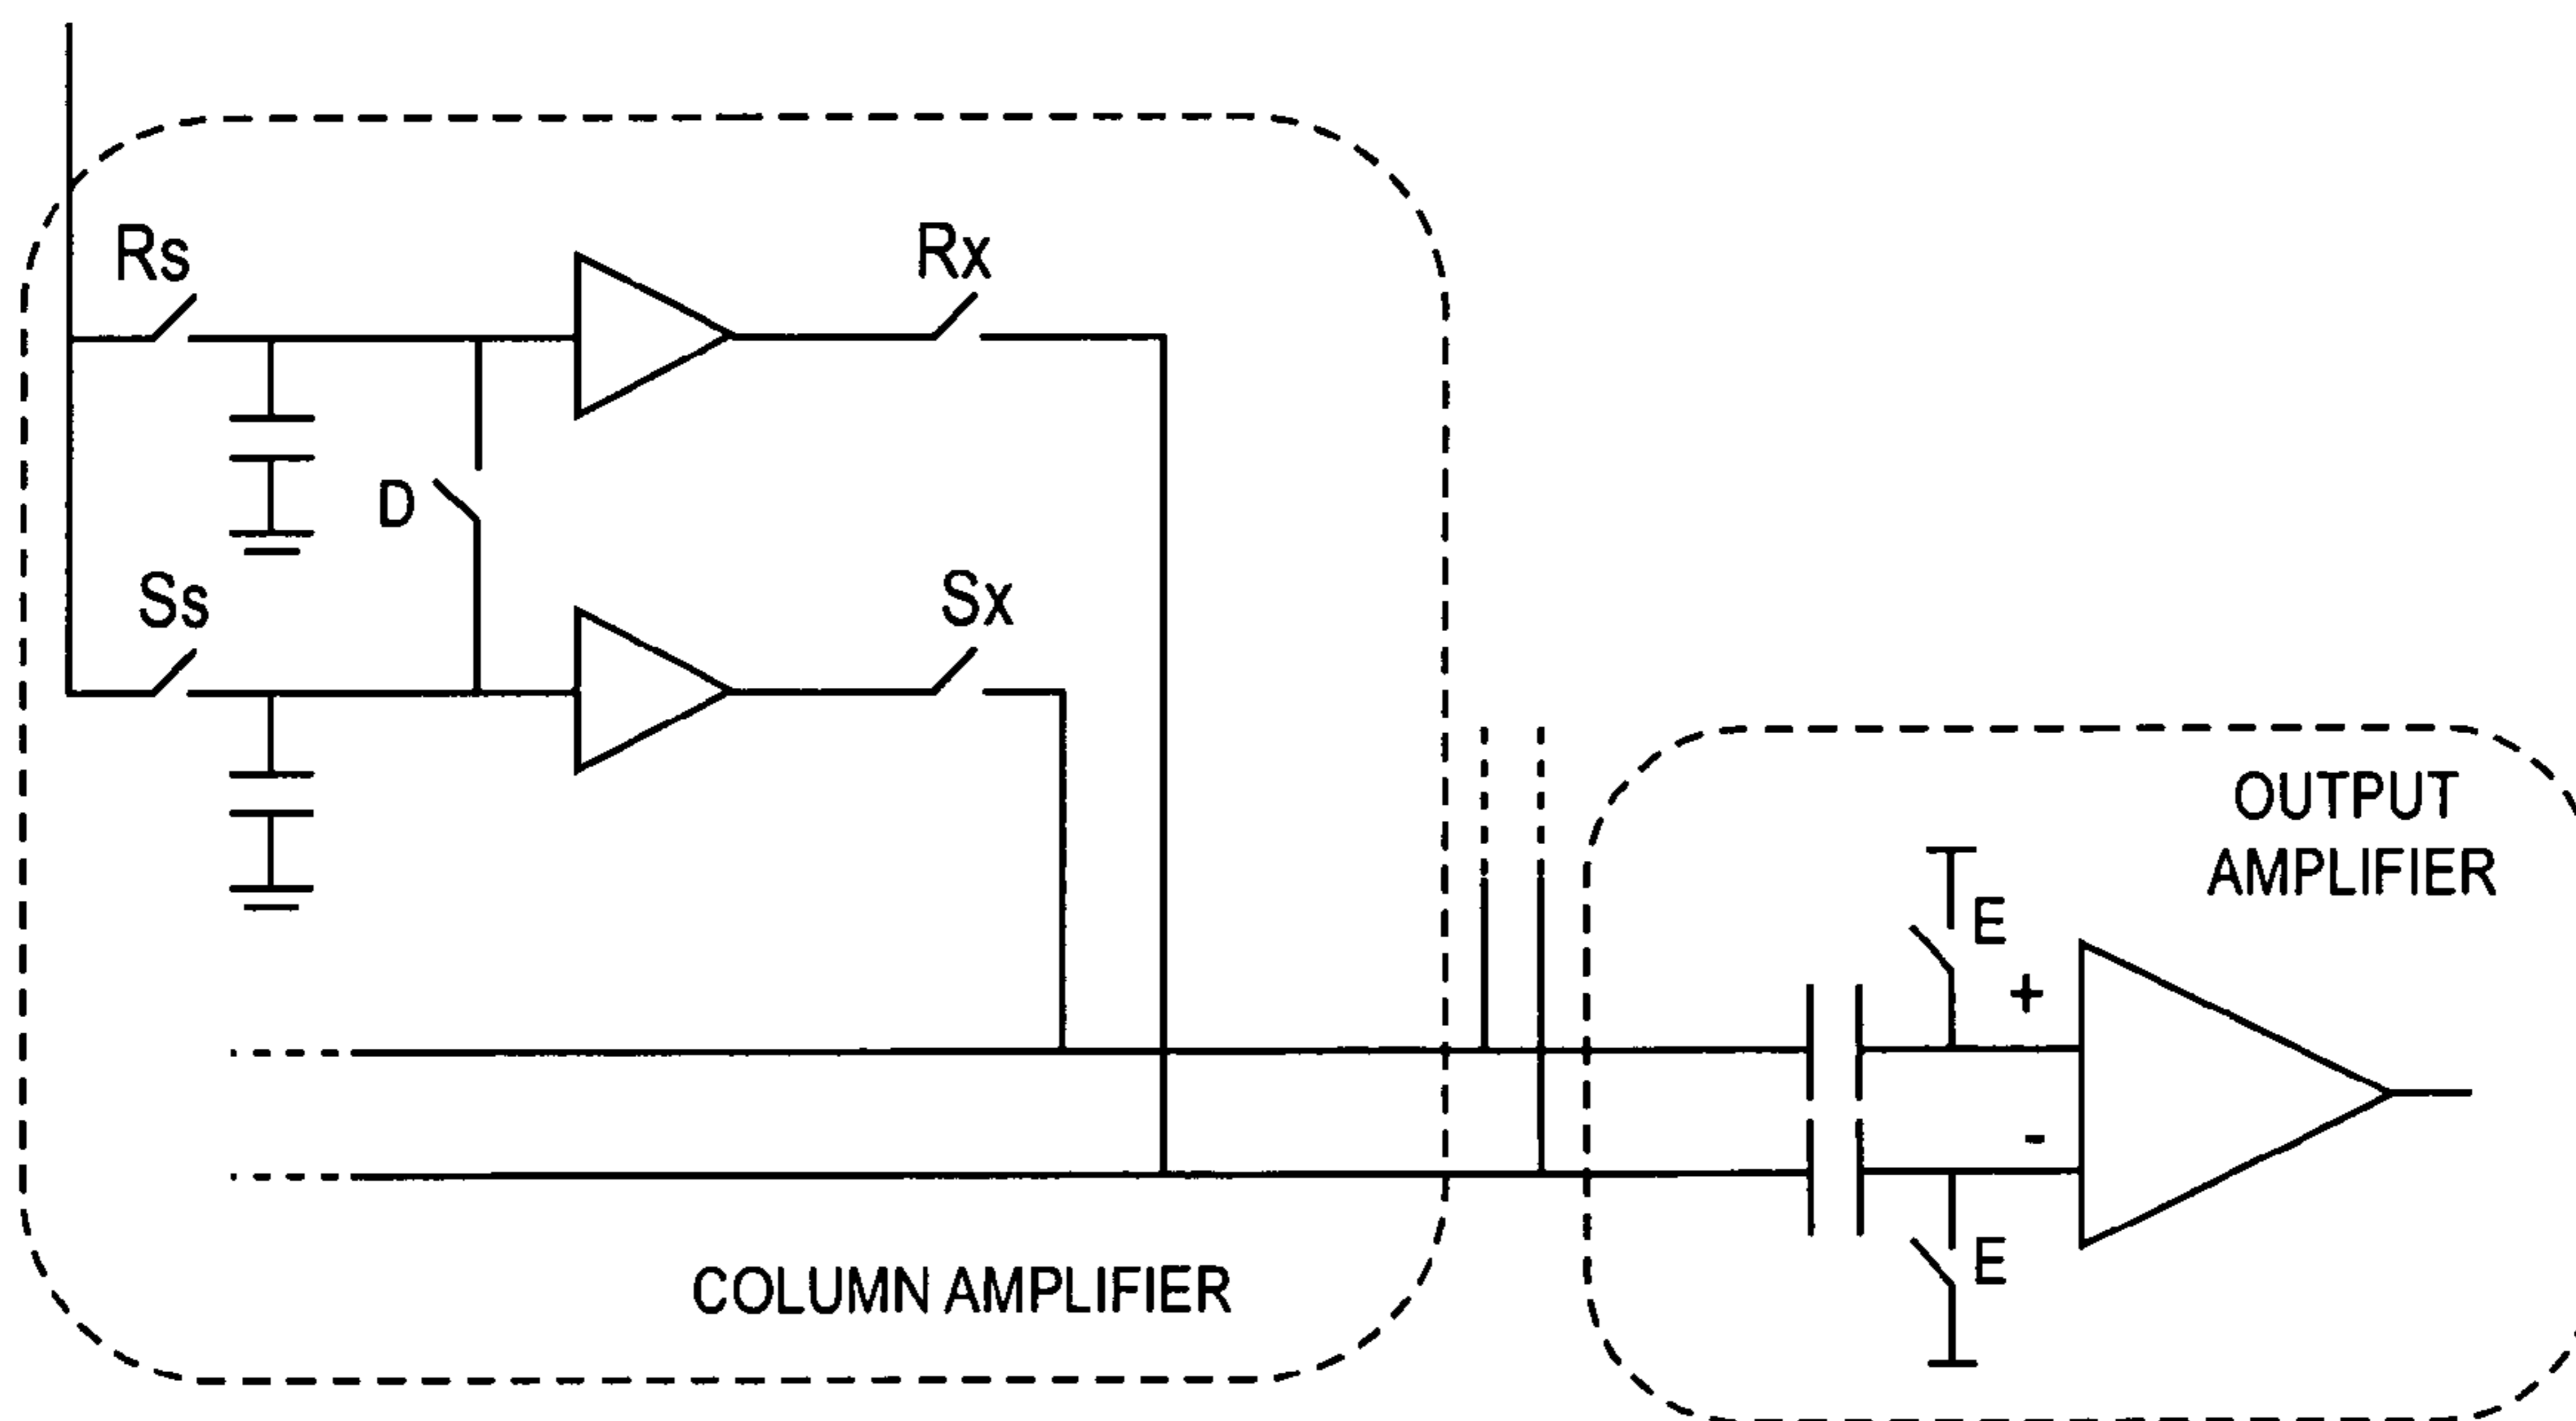 Rs
Rx
D
Ss
Sx
OUTPUT
AMPLIFIER
E
+
-
E
COLUMN AMPLIFIER